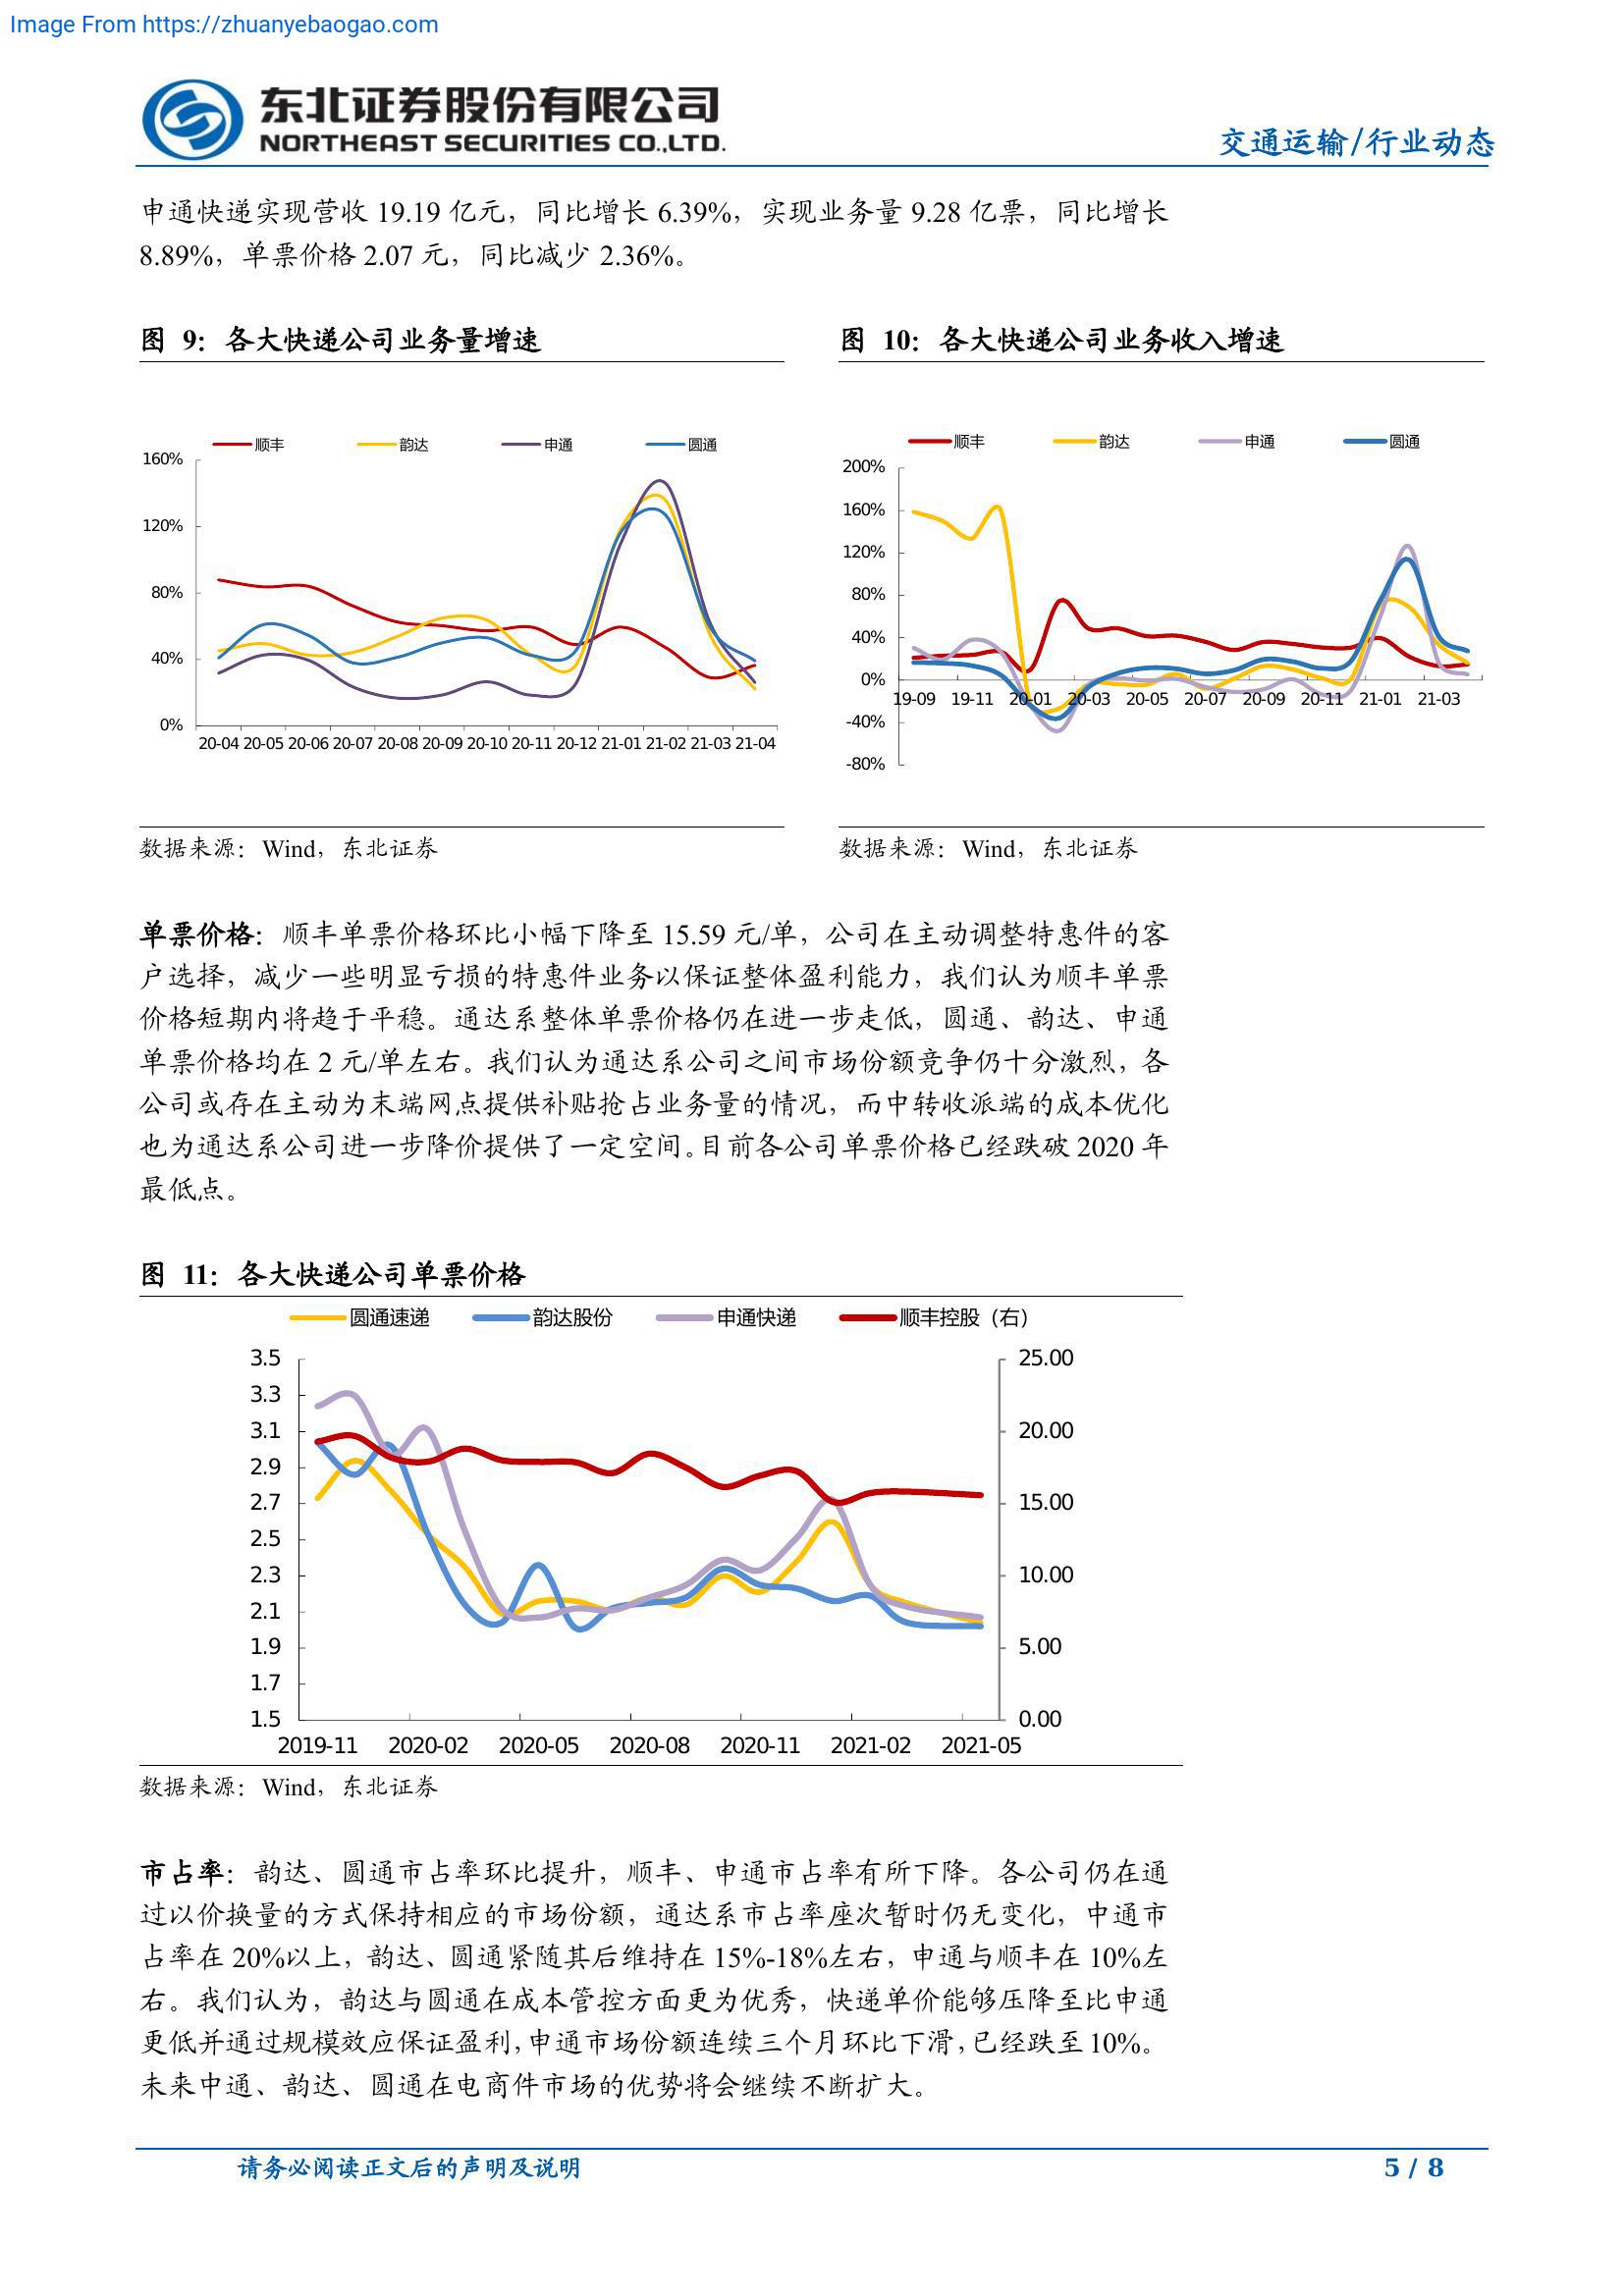 Image From https://zhuanyebaogao.com
东北证券股份有限公司
NORTHEAST SECURITIES CO.,LTD.
交通运输/行业动态
申通快递实现营收 19.19 亿元，同比增长 6.39%，实现业务量 9.28 亿票，同比增长
8.89%，单票价格 2.07 元，同比减少 2.36%。
图 9：各大快递公司业务量增速
顺丰 韵达 申通 圆通
160%
120%
80%
40%
0%
20-04 20-05 20-06 20-07 20-08 20-09 20-10 20-11 20-12 21-01 21-02 21-03 21-04
数据来源：Wind，东北证券
图 10：各大快递公司业务收入增速
顺丰 韵达 申通 圆通
200%
160%
120%
80%
40%
0%
19-09 19-11 20-01 20-03 20-05 20-07 20-09 20-11 21-01 21-03
-40%
-80%
数据来源：Wind，东北证券
单票价格：顺丰单票价格环比小幅下降至 15.59 元/单，公司在主动调整特惠件的客
户选择，减少一些明显亏损的特惠件业务以保证整体盈利能力，我们认为顺丰单票
价格短期内将趋于平稳。通达系整体单票价格仍在进一步走低，圆通、韵达、申通
单票价格均在 2 元/单左右。我们认为通达系公司之间市场份额竞争仍十分激烈，各
公司或存在主动为末端网点提供补贴抢占业务量的情况，而中转收派端的成本优化
也为通达系公司进一步降价提供了一定空间。目前各公司单票价格已经跌破 2020 年
最低点。
图 11：各大快递公司单票价格
圆通速递 韵达股份 申通快递 顺丰控股（右）
3.5 25.00
3.3
3.1 20.00
2.9
2.7 15.00
2.5
2.3 10.00
2.1
1.9 5.00
1.7
1.5 0.00
2019-11 2020-02 2020-05 2020-08 2020-11 2021-02 2021-05
数据来源：Wind，东北证券
市占率：韵达、圆通市占率环比提升，顺丰、申通市占率有所下降。各公司仍在通
过以价换量的方式保持相应的市场份额，通达系市占率座次暂时仍无变化，中通市
占率在 20%以上，韵达、圆通紧随其后维持在 15%-18%左右，申通与顺丰在 10%左
右。我们认为，韵达与圆通在成本管控方面更为优秀，快递单价能够压降至比申通
更低并通过规模效应保证盈利，申通市场份额连续三个月环比下滑，已经跌至 10%。
未来中通、韵达、圆通在电商件市场的优势将会继续不断扩大。
请务必阅读正文后的声明及说明
5 / 8